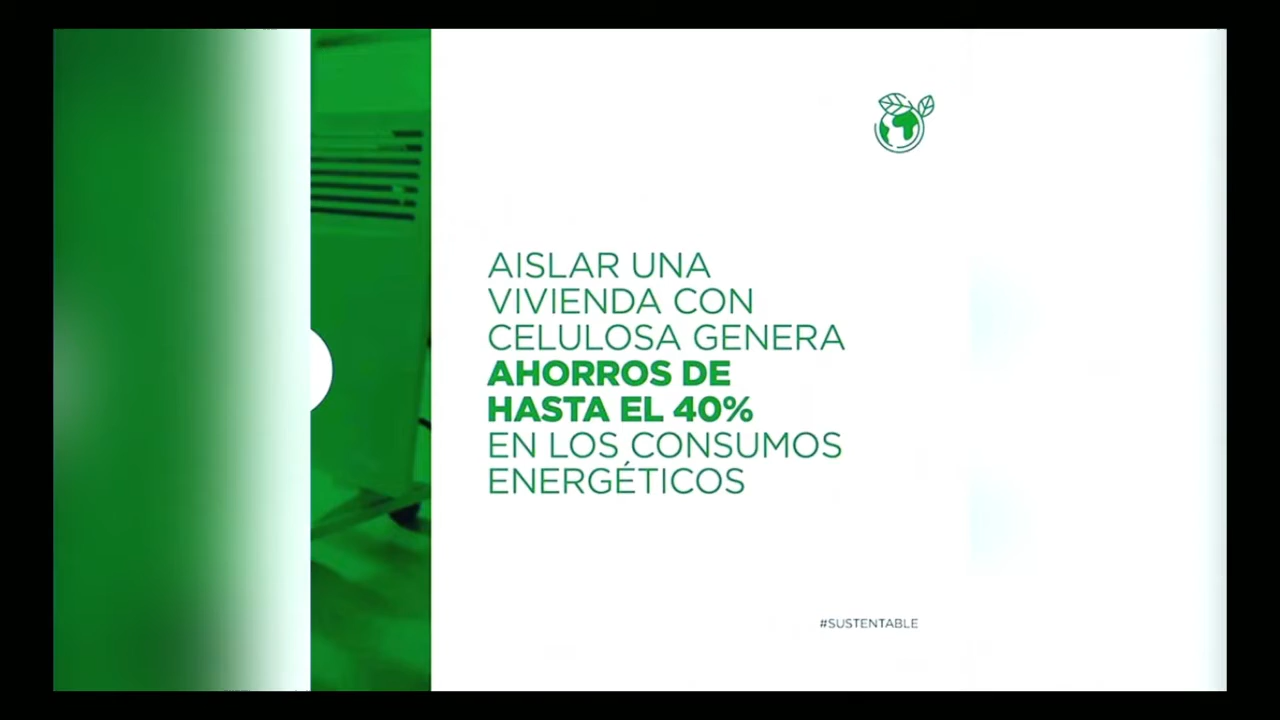 AISLAR UNA
VIVIENDA CON
CELULOSA GENERA
AHORROS DE
HASTA EL 40%
EN LOS CONSUMOS
ENERGÉTICOS
#SUSTENTABLE